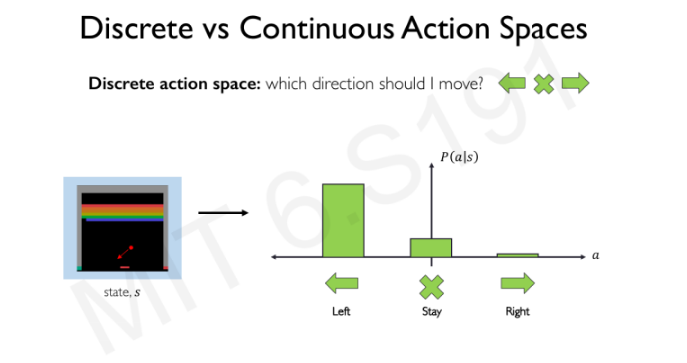 Discrete vs Continuous Action Spaces
Discrete action space: which direction should I move?
P(a|s)
a
state, s
Left Stay Right
MIT 6.S191